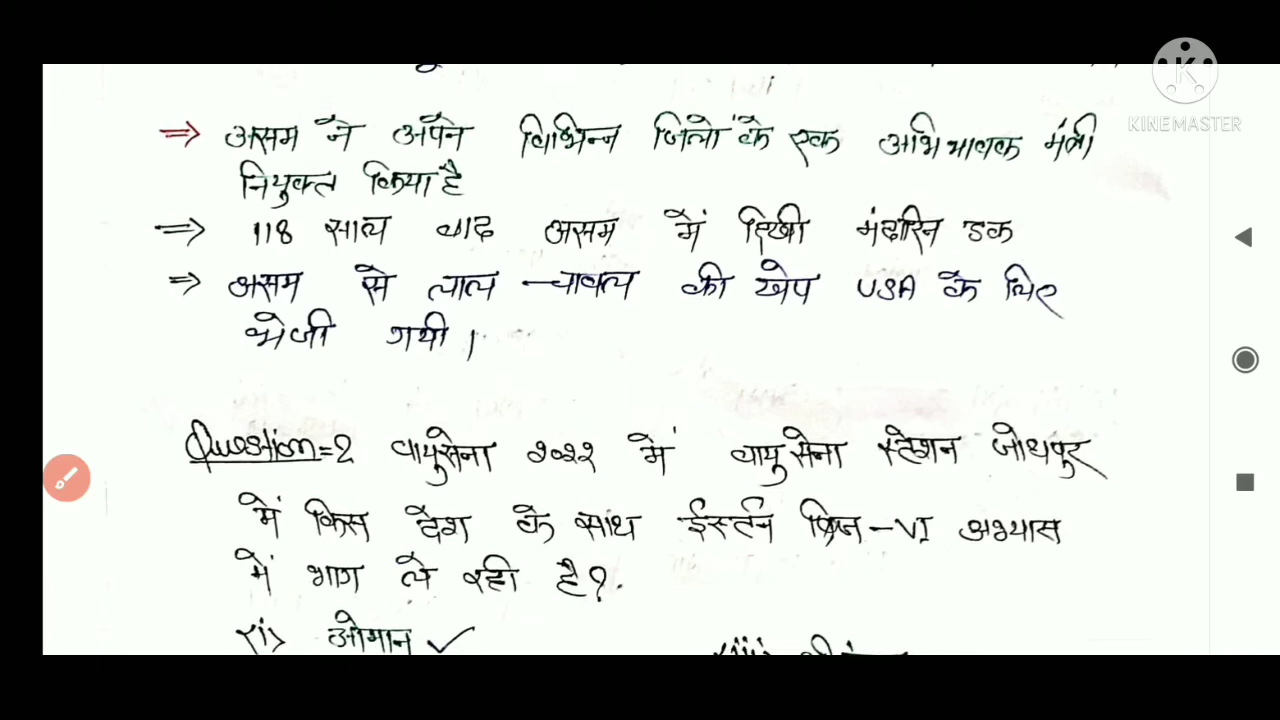 KINEMASTER
⇒ असम ने अपने विभिन्न जिलों के एक अभिभावक मंत्री
नियुक्त किया है
⇒ 118 साल बाद असम में दिखी मंदारिन डक
⇒ असम से लाल चावल की खेप USA के लिए
भेजी गयी।
Question=2 वायुसेना २०२२ में वायुसेना स्टेशन जोधपुर
में किस देश के साथ ईस्टर्न ब्रिज-VI अभ्यास
में भाग ले रही है?
(i) ओमान ✓